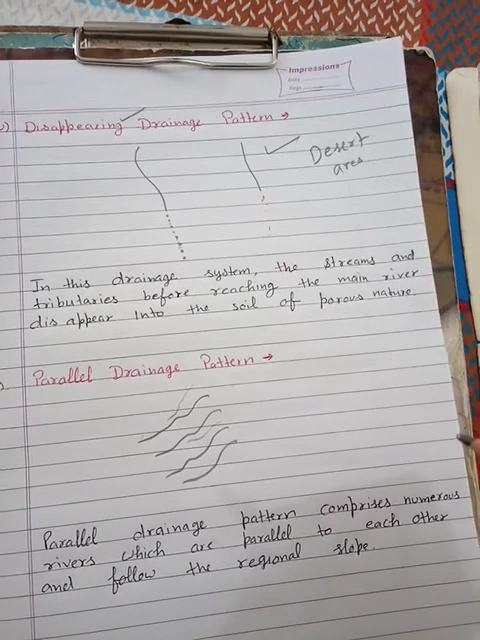 Impressions
Date
Page
Disappearing Drainage Pattern →
Desert
area
In this drainage system, the streams and
tributaries before reaching the main river
disappear into the soil of porous nature.
Parallel Drainage Pattern →
Parallel drainage pattern comprises numerous
rivers which are parallel to each other
and follow the regional slope.